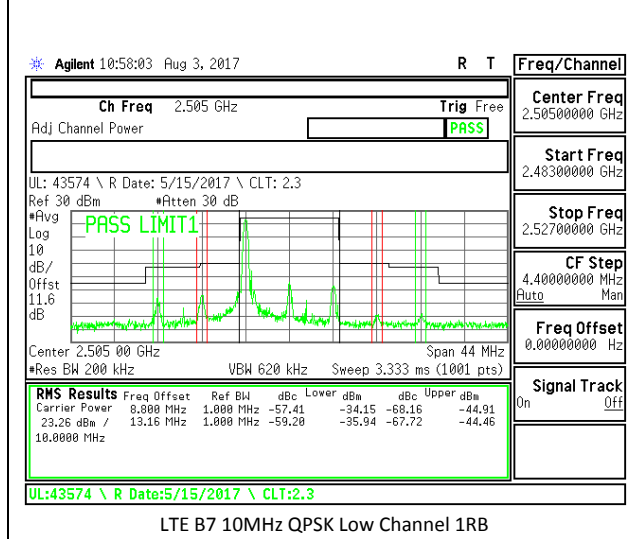 Agilent 10:58:03 Aug 3, 2017 R T
Freq/Channel
Ch Freq 2.505 GHz Trig Free
Adj Channel Power PASS
Center Freq
2.50500000 GHz
Start Freq
2.48300000 GHz
Stop Freq
2.52700000 GHz
CF Step
4.40000000 MHz
Auto Man
Freq Offset
0.00000000 Hz
Signal Track
On Off
UL: 43574 \ R Date: 5/15/2017 \ CLT: 2.3
Ref 30 dBm #Atten 30 dB
#Avg
Log
10
dB/
Offst
11.6
dB
PASS LIMIT1
Center 2.505 00 GHz Span 44 MHz
#Res BW 200 kHz VBW 620 kHz Sweep 3.333 ms (1001 pts)
RMS Results Freq Offset Ref BW dBc Lower dBm dBc Upper dBm
Carrier Power 8.800 MHz 1.000 MHz -57.41 -34.15 -68.16 -44.91
23.26 dBm / 13.16 MHz 1.000 MHz -59.20 -35.94 -67.72 -44.46
10.0000 MHz
UL:43574 \ R Date:5/15/2017 \ CLT:2.3
LTE B7 10MHz QPSK Low Channel 1RB